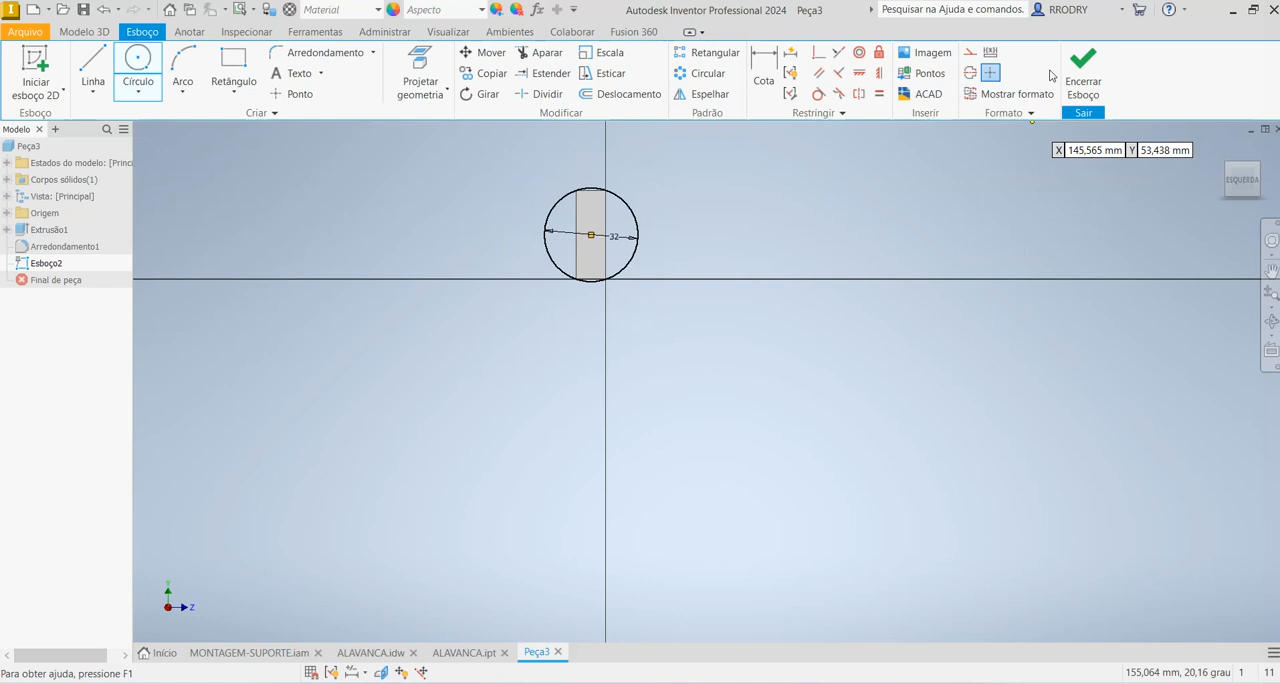 Material
Aspecto
Autodesk Inventor Professional 2024 Peça3
Pesquisar na Ajuda e comandos.
RRODRY
Arquivo Modelo 3D Esboço Anotar Inspecionar Ferramentas Administrar Visualizar Ambientes Colaborar Fusion 360
Iniciar
esboço 2D
Esboço
Linha
Círculo
Arco
Retângulo
Arredondamento
Texto
Ponto
Criar
Projetar
geometria
Mover Aparar Escala
Copiar Estender Esticar
Girar Dividir Deslocamento
Modificar
Retangular
Circular
Espelhar
Padrão
Cota
Restringir
Imagem
Pontos
ACAD
Inserir
Mostrar formato
Formato
Encerrar
Esboço
Sair
Modelo
Peça3
Estados do modelo: [Princ
Corpos sólidos(1)
Vista: [Principal]
Origem
Extrusão1
Arredondamento1
Esboço2
Final de peça
X 145,565 mm Y 53,438 mm
ESQUERDA
32
Y
Z
Início MONTAGEM-SUPORTE.iam ALAVANCA.idw ALAVANCA.ipt Peça3
Para obter ajuda, pressione F1
155,064 mm, 20,16 grau 1 11